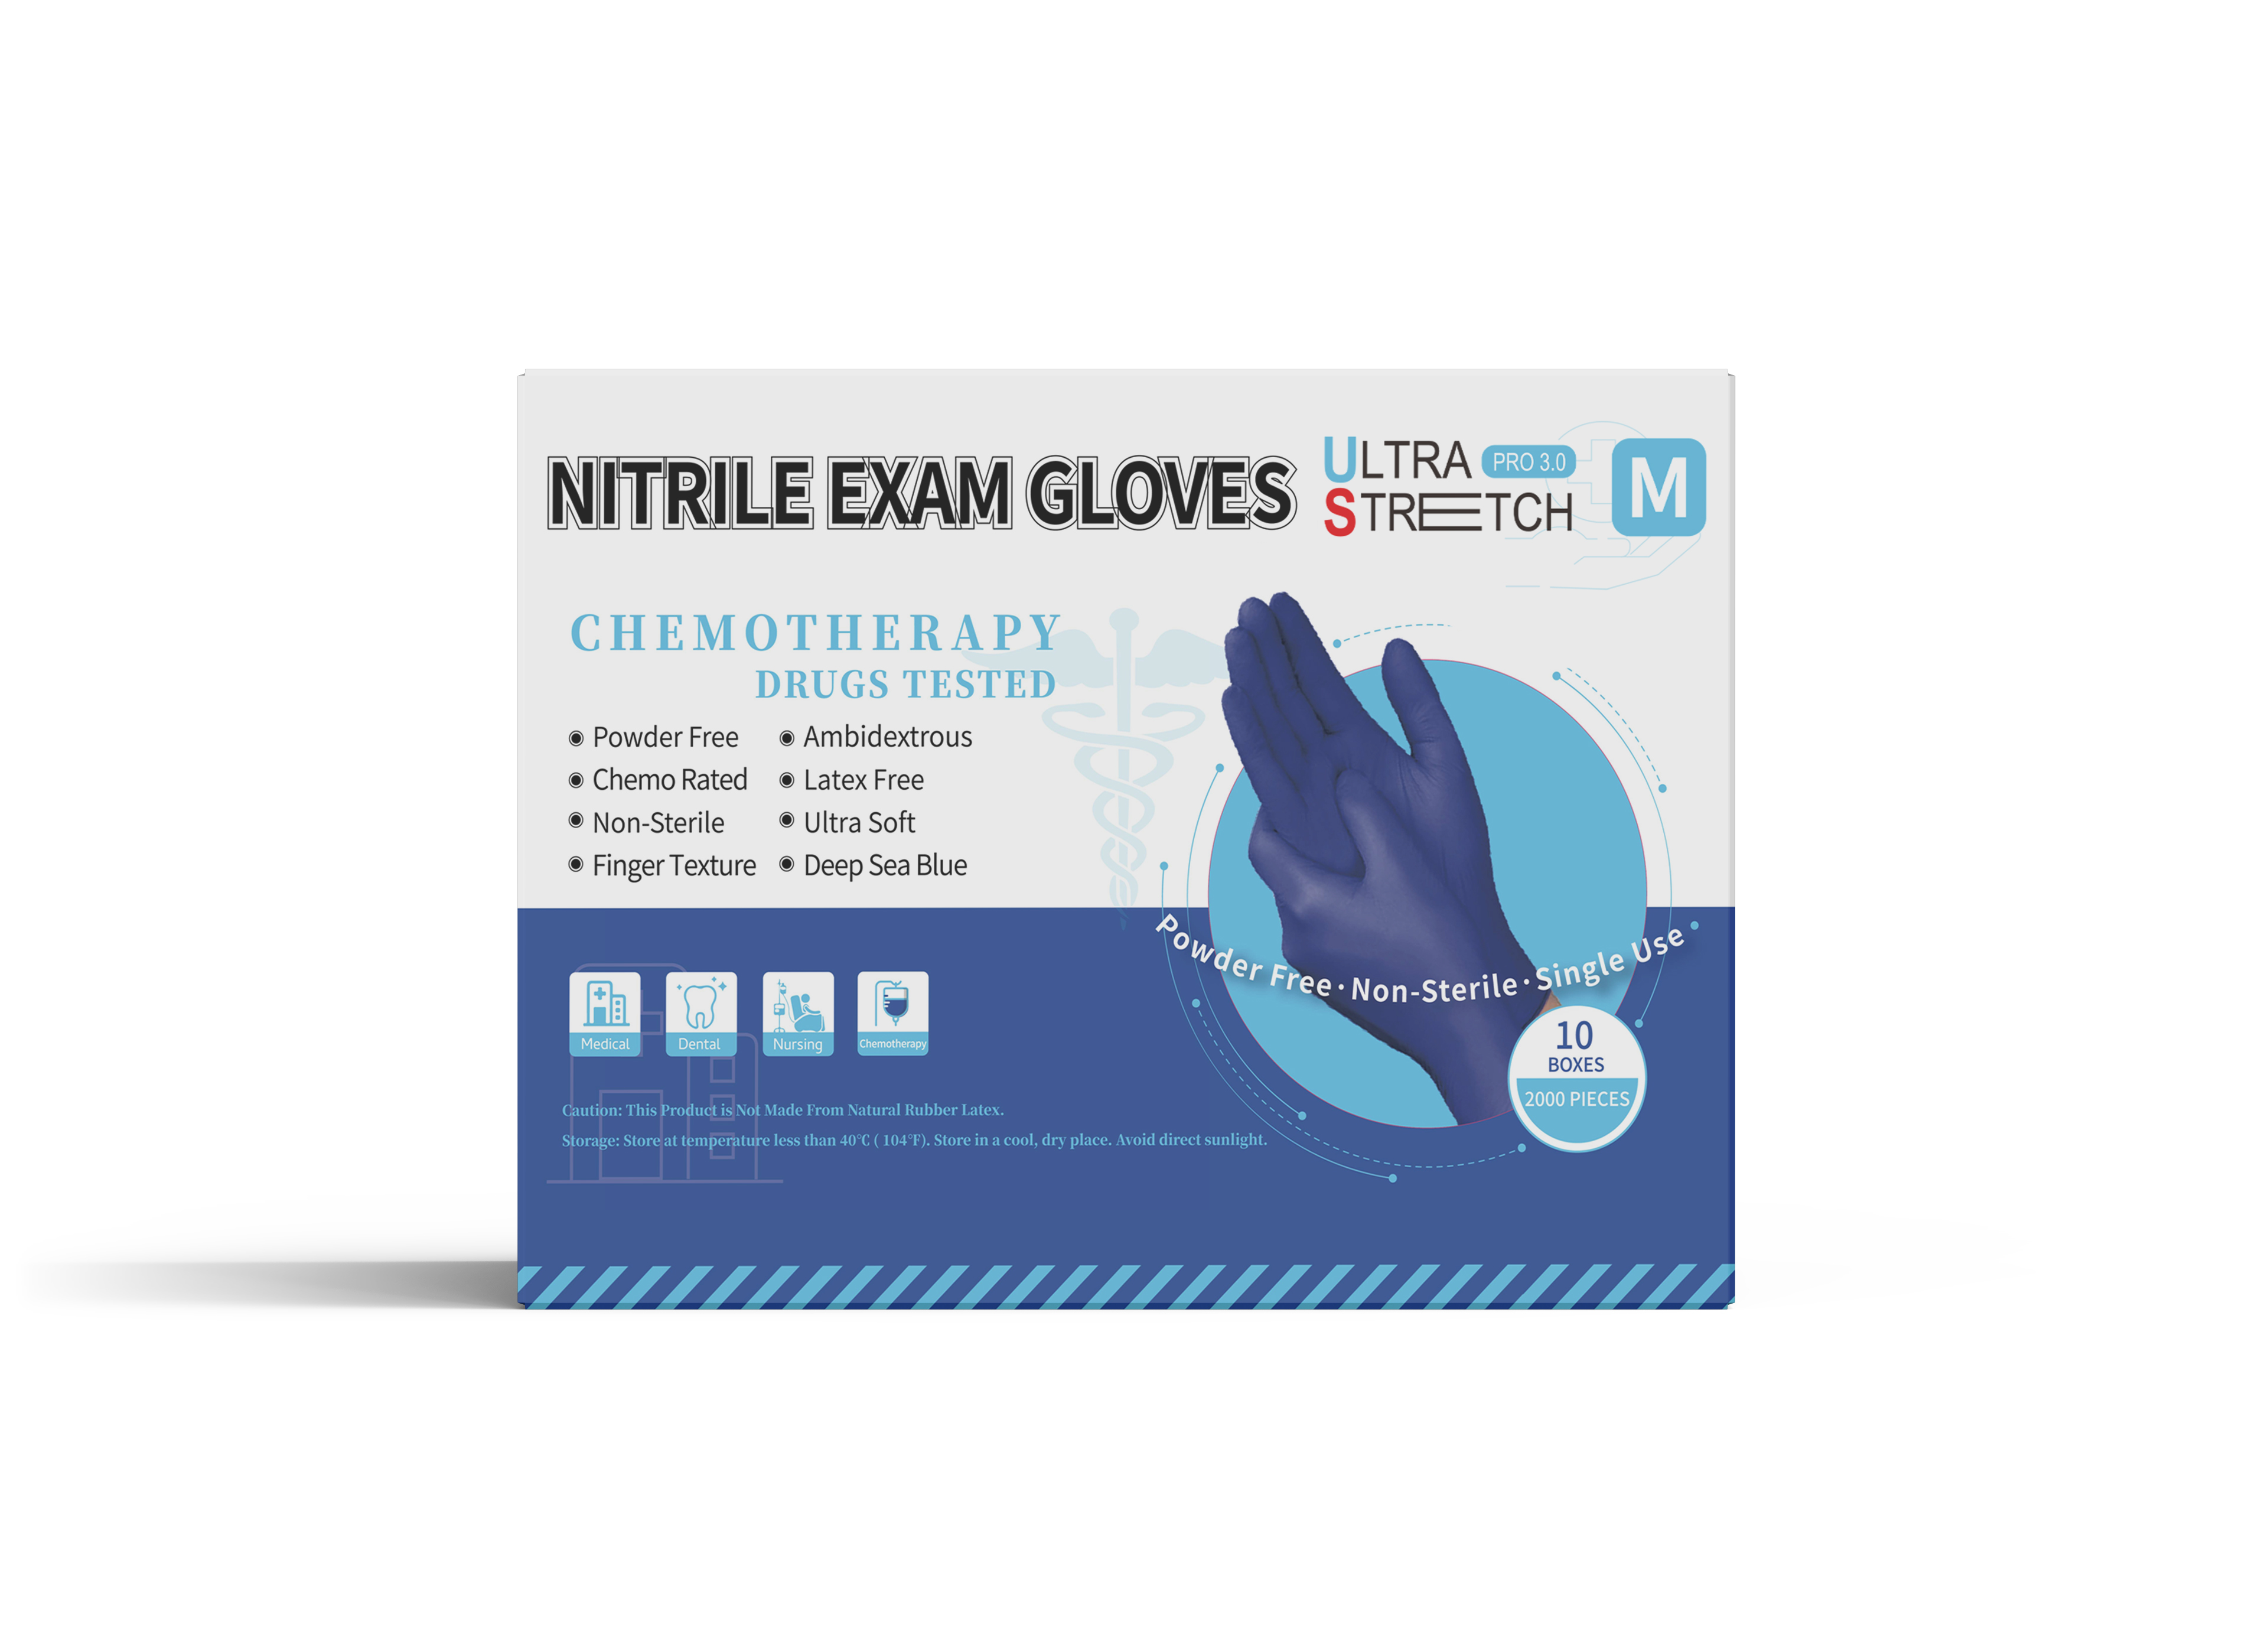 NITRILE EXAM GLOVES
ULTRA PRO 3.0
STRETCH
M
CHEMOTHERAPY
DRUGS TESTED
Powder Free
Chemo Rated
Non-Sterile
Finger Texture
Ambidextrous
Latex Free
Ultra Soft
Deep Sea Blue
Powder Free·Non-Sterile·Single Use
Medical
Dental
Nursing
Chemotherapy
10
BOXES
2000 PIECES
Caution: This Product is Not Made From Natural Rubber Latex.
Storage: Store at temperature less than 40℃ ( 104℉). Store in a cool, dry place. Avoid direct sunlight.